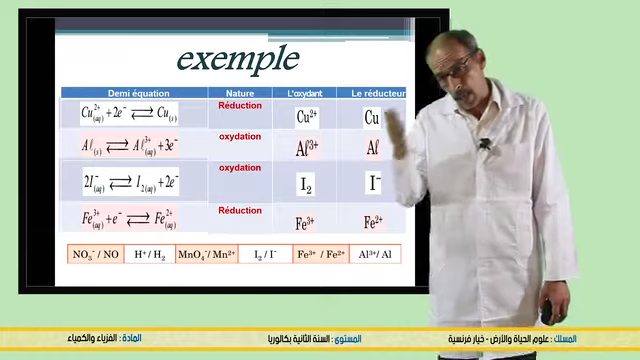 exemple
Demi équation Nature L'oxydant Le réducteur
Cu²⁺(aq) + 2e⁻ ⇄ Cu(s) Réduction Cu²⁺ Cu
Aℓ(s) ⇄ Aℓ³⁺(aq) + 3e⁻ oxydation Aℓ³⁺ Aℓ
2I⁻(aq) ⇄ I₂(aq) + 2e⁻ oxydation I₂ I⁻
Fe³⁺(aq) + e⁻ ⇄ Fe²⁺(aq) Réduction Fe³⁺ Fe²⁺
NO₃⁻ / NO H⁺ / H₂ MnO₄⁻ / Mn²⁺ I₂ / I⁻ Fe³⁺ / Fe²⁺ Al³⁺ / Al
المسلك : علوم الحياة والأرض - خيار فرنسية المستوى : السنة الثانية بكالوريا المادة : الفزياء والكمياء